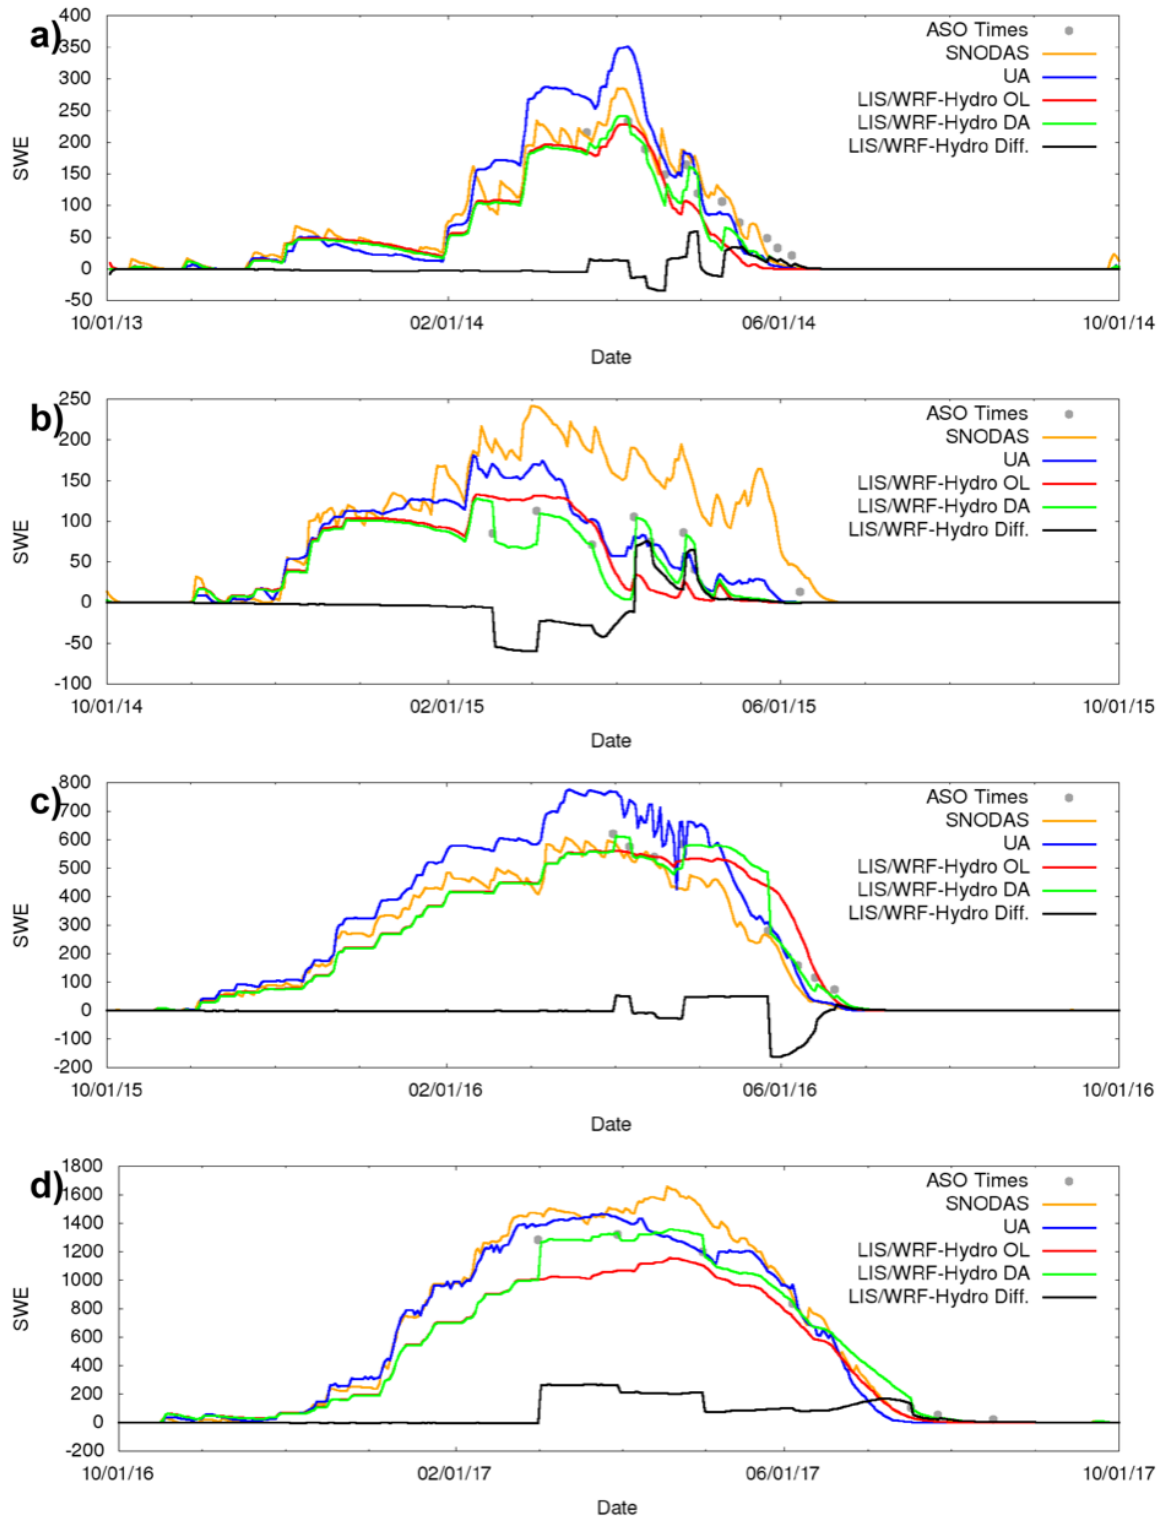 a)
400
350
300
250
200
150
100
50
0
-50
SWE
ASO Times
SNODAS
UA
LIS/WRF-Hydro OL
LIS/WRF-Hydro DA
LIS/WRF-Hydro Diff.
10/01/13 02/01/14 06/01/14 10/01/14
Date
b)
250
200
150
100
50
0
-50
-100
SWE
ASO Times
SNODAS
UA
LIS/WRF-Hydro OL
LIS/WRF-Hydro DA
LIS/WRF-Hydro Diff.
10/01/14 02/01/15 06/01/15 10/01/15
Date
c)
800
700
600
500
400
300
200
100
0
-100
-200
SWE
ASO Times
SNODAS
UA
LIS/WRF-Hydro OL
LIS/WRF-Hydro DA
LIS/WRF-Hydro Diff.
10/01/15 02/01/16 06/01/16 10/01/16
Date
d)
1800
1600
1400
1200
1000
800
600
400
200
0
-200
SWE
ASO Times
SNODAS
UA
LIS/WRF-Hydro OL
LIS/WRF-Hydro DA
LIS/WRF-Hydro Diff.
10/01/16 02/01/17 06/01/17 10/01/17
Date